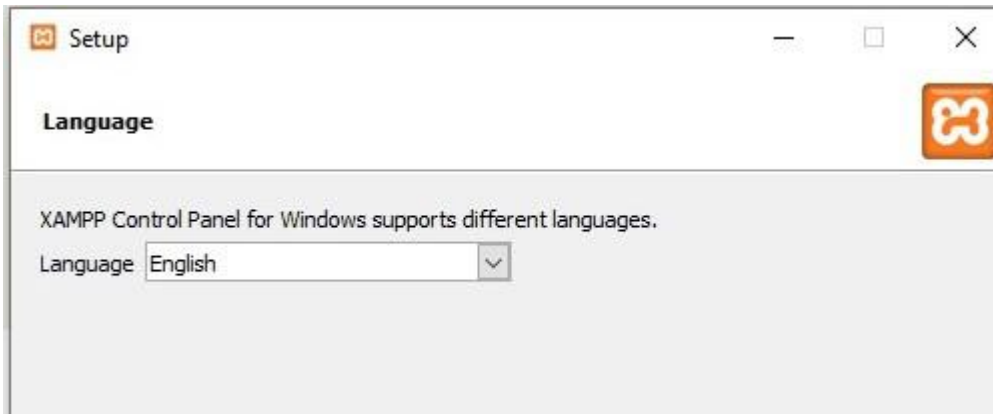 Setup
Language
XAMPP Control Panel for Windows supports different languages.
Language English